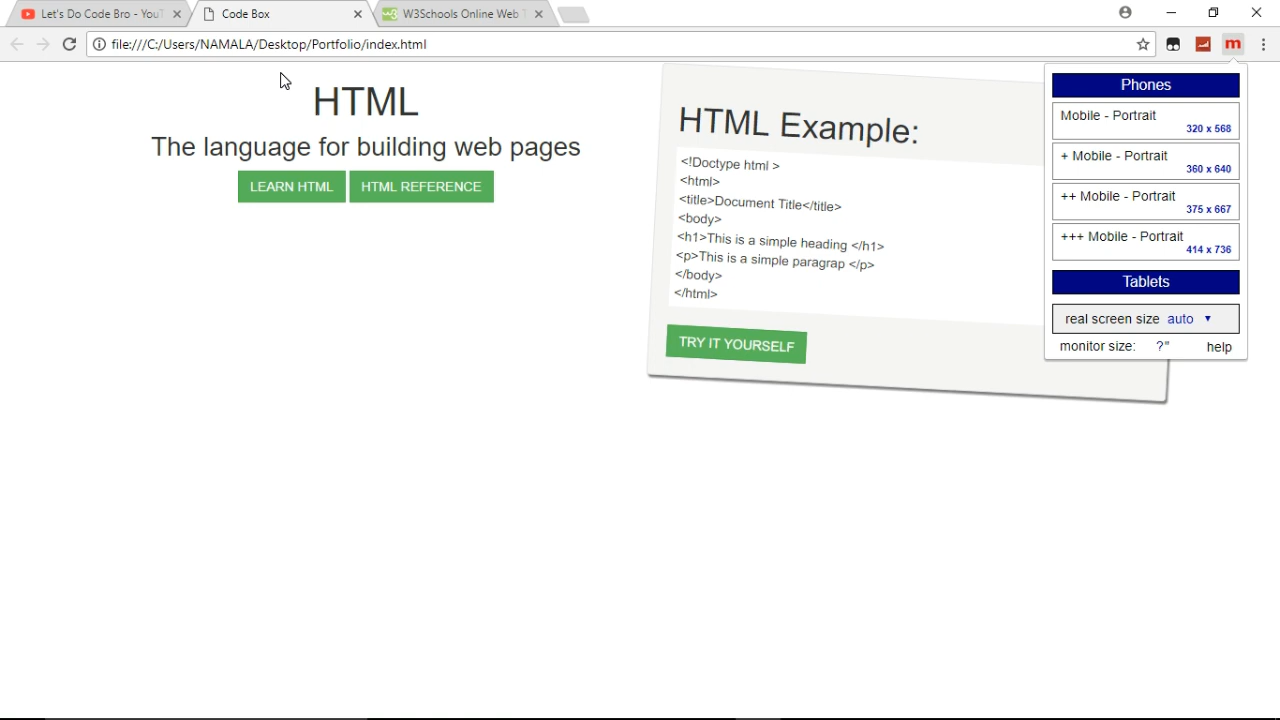 Let's Do Code Bro - YouT
Code Box
W3Schools Online Web T
file:///C:/Users/NAMALA/Desktop/Portfolio/index.html
m
HTML
The language for building web pages
LEARN HTML
HTML REFERENCE
HTML Example:
<!Doctype html >
<html>
<title>Document Title</title>
<body>
<h1>This is a simple heading </h1>
<p>This is a simple paragrap </p>
</body>
</html>
TRY IT YOURSELF
Phones
Mobile - Portrait
320 x 568
+ Mobile - Portrait
360 x 640
++ Mobile - Portrait
375 x 667
+++ Mobile - Portrait
414 x 736
Tablets
real screen size auto ▼
monitor size: ?" help